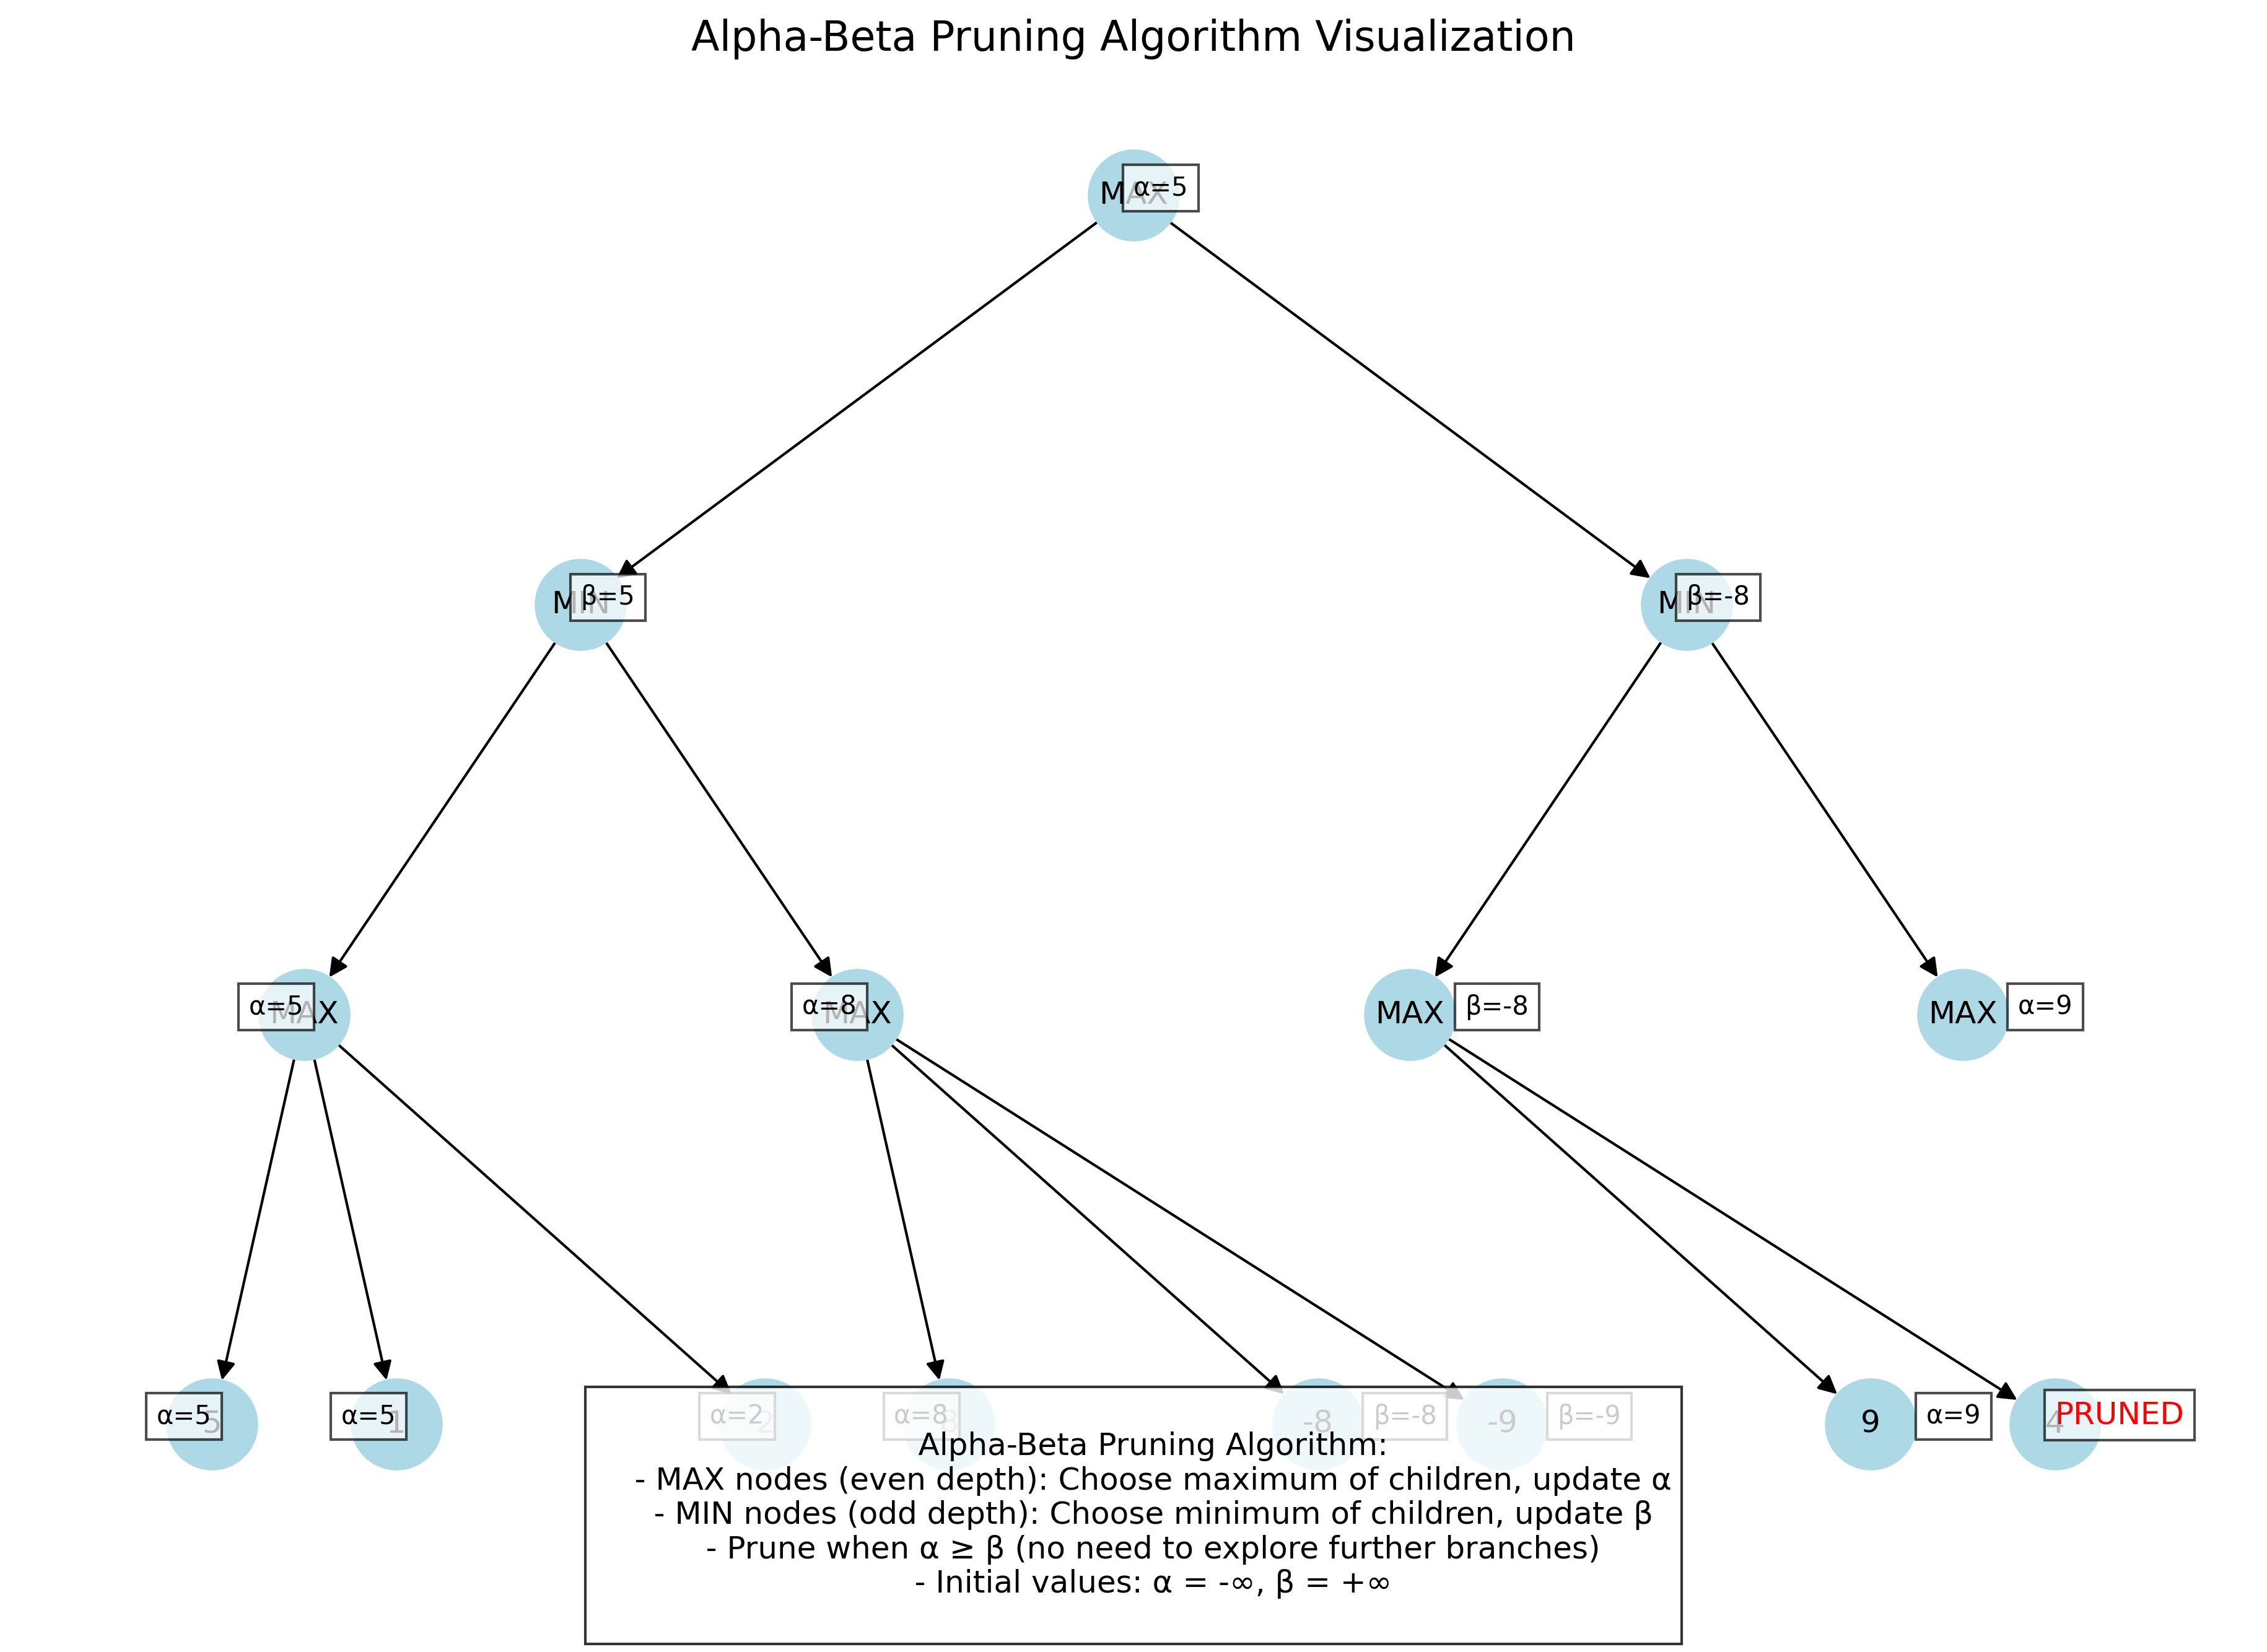 Alpha-Beta Pruning Algorithm Visualization
MAX
α=5
MIN
β=5
MIN
β=-8
α=5
MAX
α=8
MAX
MAX
β=-8
MAX
α=9
α=5
5
α=5
1
α=2
2
α=8
-8
β=-8
-9
β=-9
9
α=9
4
PRUNED
Alpha-Beta Pruning Algorithm:
- MAX nodes (even depth): Choose maximum of children, update α
- MIN nodes (odd depth): Choose minimum of children, update β
- Prune when α ≥ β (no need to explore further branches)
- Initial values: α = -∞, β = +∞